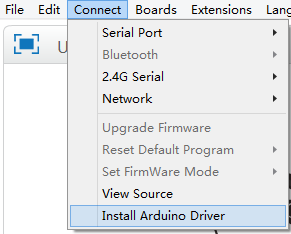 File Edit Connect Boards Extensions Lang
U
Serial Port
Bluetooth
2.4G Serial
Network
Upgrade Firmware
Reset Default Program
Set FirmWare Mode
View Source
Install Arduino Driver